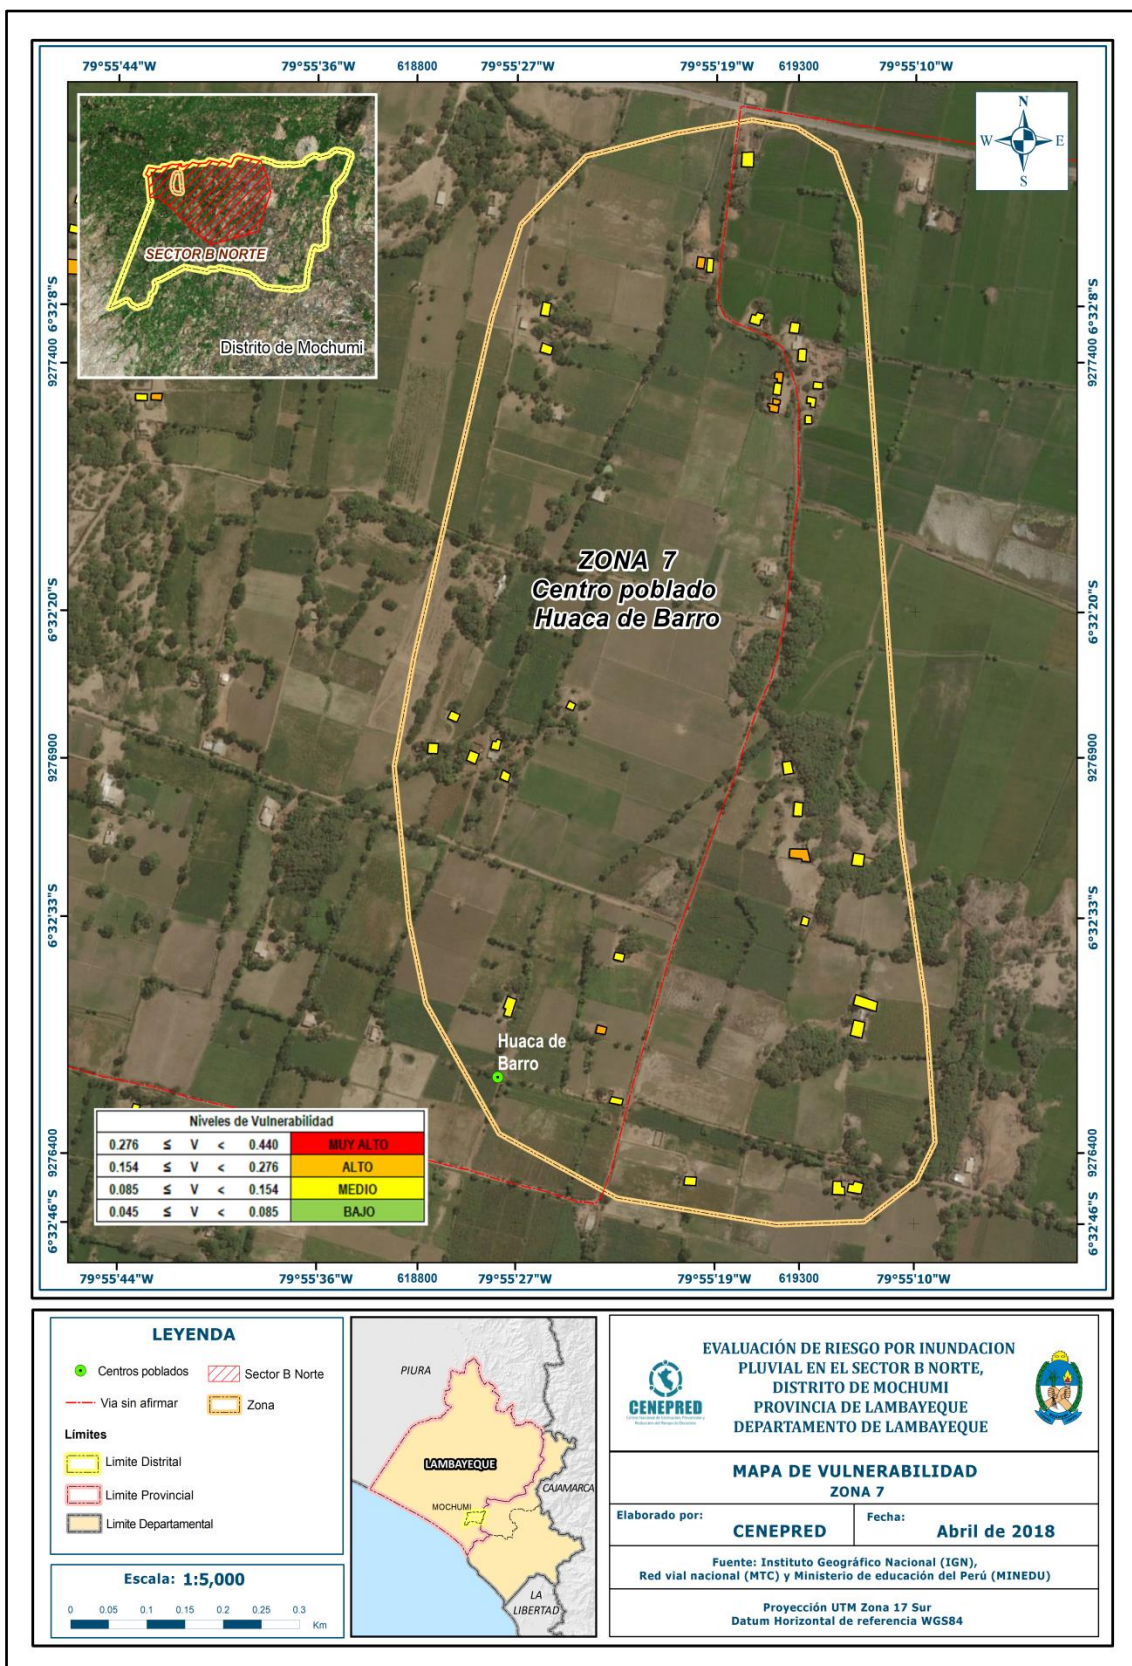 79°55'44"W 79°55'36"W 618800 79°55'27"W 79°55'19"W 619300 79°55'10"W
N
W E
S
SECTOR B NORTE
Distrito de Mochumi
6°32'8"S
9277400
6°32'20"S
9276900
6°32'33"S
9276400
6°32'46"S
6°32'8"S
9277400
6°32'20"S
9276900
6°32'33"S
9276400
6°32'46"S
ZONA 7
Centro poblado
Huaca de Barro
Huaca de
Barro
Niveles de Vulnerabilidad
0.276 ≤ V < 0.440 MUY ALTO
0.154 ≤ V < 0.276 ALTO
0.085 ≤ V < 0.154 MEDIO
0.045 ≤ V < 0.085 BAJO
79°55'44"W 79°55'36"W 618800 79°55'27"W 79°55'19"W 619300 79°55'10"W
LEYENDA
Centros poblados
Sector B Norte
Via sin afirmar
Zona
Límites
Limite Distrital
Limite Provincial
Limite Departamental
Escala: 1:5,000
0 0.05 0.1 0.15 0.2 0.25 0.3
Km
PIURA
LAMBAYEQUE
CAJAMARCA
MOCHUMI
LA
LIBERTAD
CENEPRED
EVALUACIÓN DE RIESGO POR INUNDACION
PLUVIAL EN EL SECTOR B NORTE,
DISTRITO DE MOCHUMI
PROVINCIA DE LAMBAYEQUE
DEPARTAMENTO DE LAMBAYEQUE
MAPA DE VULNERABILIDAD
ZONA 7
Elaborado por:
CENEPRED
Fecha:
Abril de 2018
Fuente: Instituto Geográfico Nacional (IGN),
Red vial nacional (MTC) y Ministerio de educación del Perú (MINEDU)
Proyección UTM Zona 17 Sur
Datum Horizontal de referencia WGS84